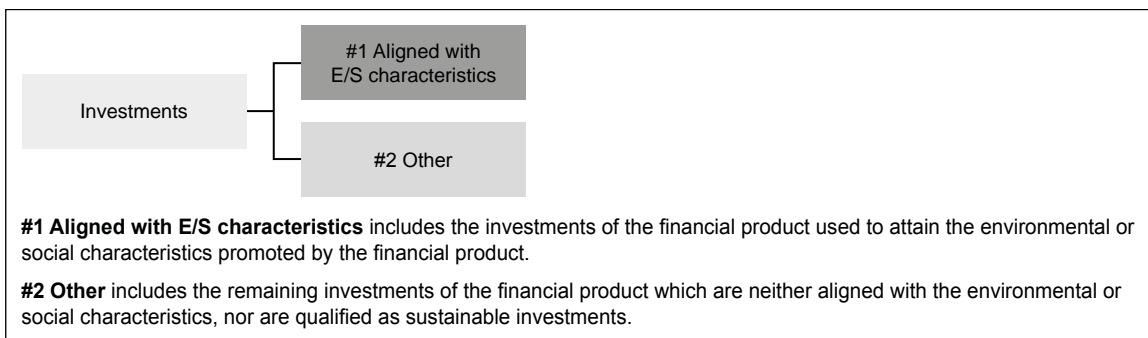 #1 Aligned with
E/S characteristics
Investments
#2 Other
#1 Aligned with E/S characteristics includes the investments of the financial product used to attain the environmental or
social characteristics promoted by the financial product.
#2 Other includes the remaining investments of the financial product which are neither aligned with the environmental or
social characteristics, nor are qualified as sustainable investments.